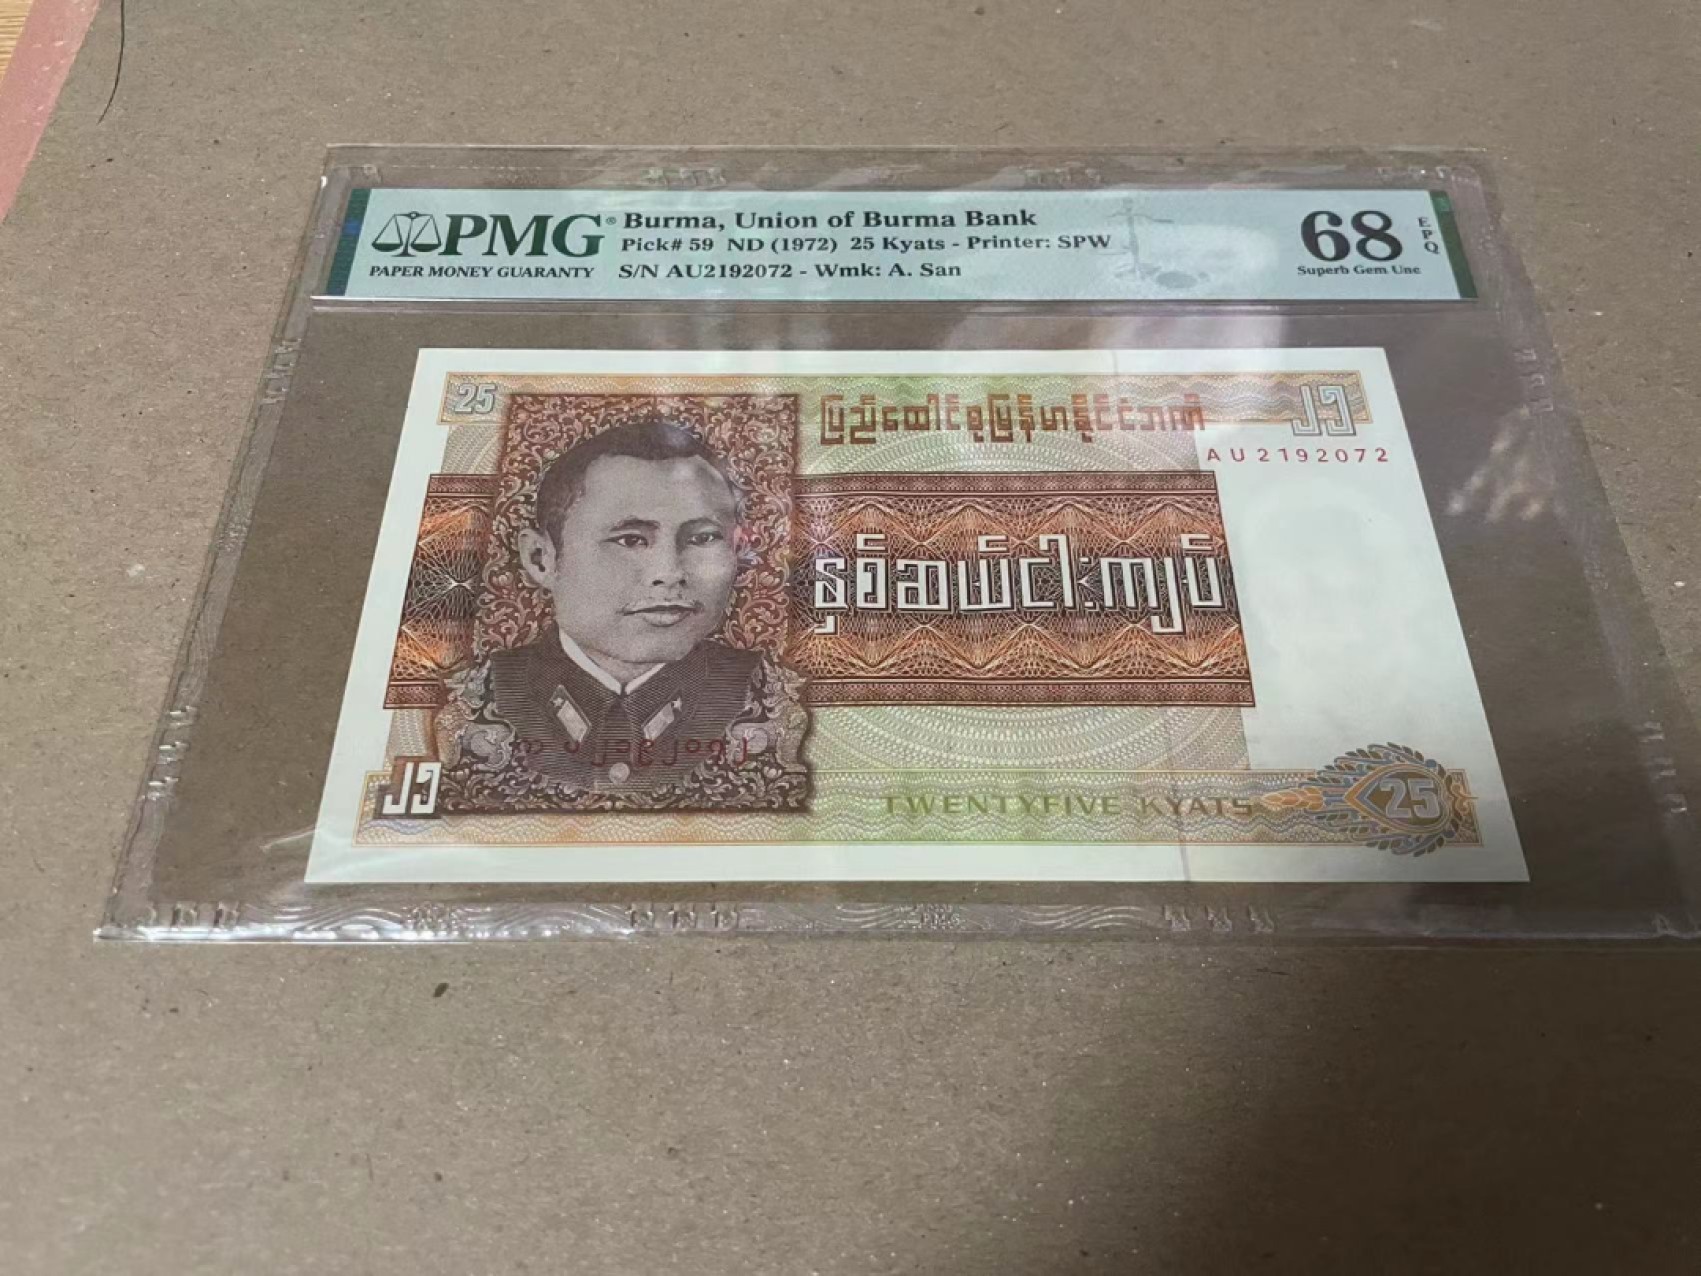 PMG®
PAPER MONEY GUARANTY
Burma, Union of Burma Bank
Pick# 59 ND (1972) 25 Kyats - Printer: SPW
S/N AU2192072 - Wmk: A. San
68 EPQ
Superb Gem Unc
25
ပြည်ထောင်စုမြန်မာနိုင်ငံဘဏ်
၂၅
AU2192072
နှစ်ဆယ်ငါးကျပ်
၂၅
TWENTYFIVE KYATS
25
PMG